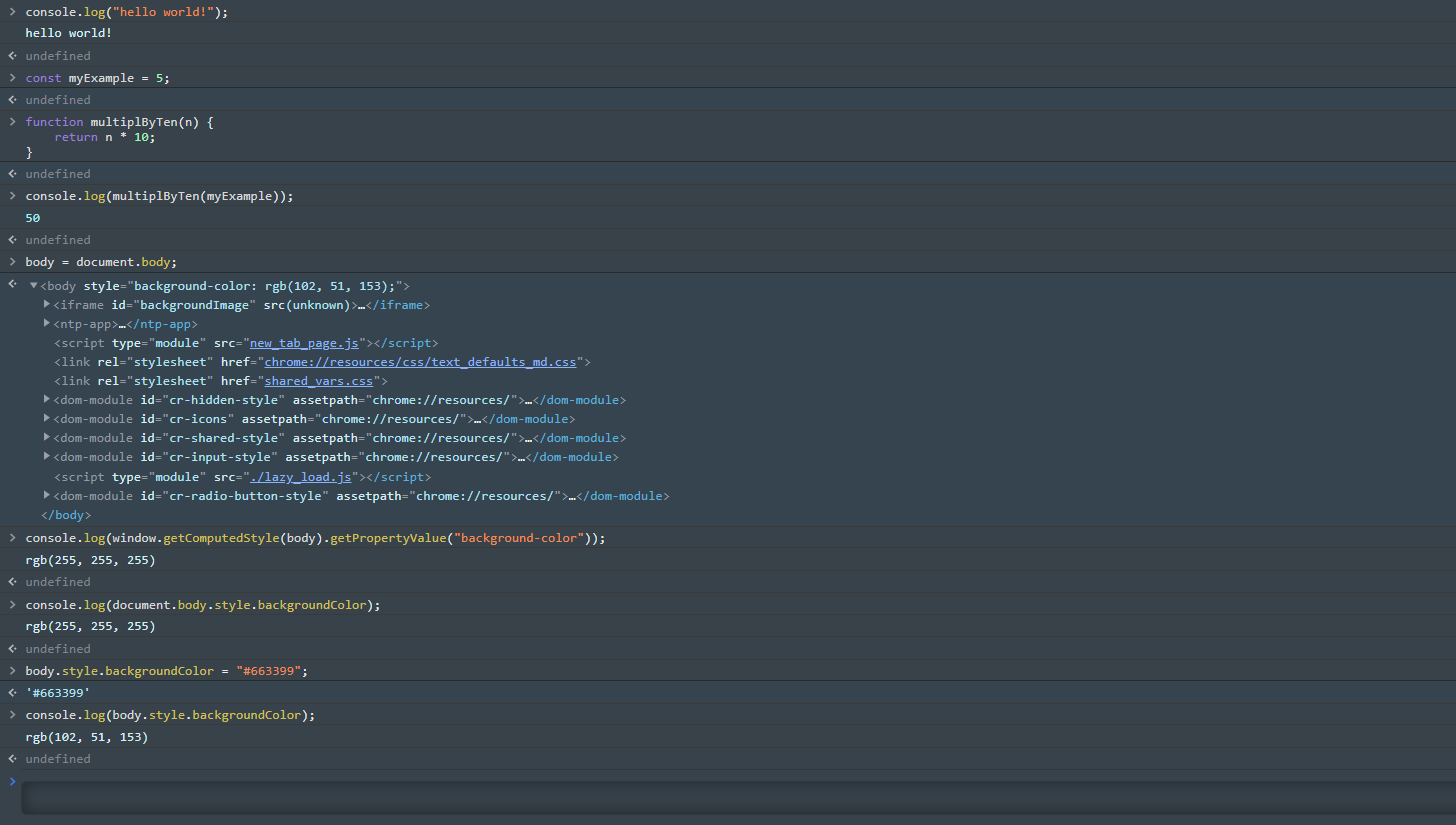 > console.log("hello world!");
hello world!
< undefined
> const myExample = 5;
< undefined
> function multiplByTen(n) {
    return n * 10;
}
< undefined
> console.log(multiplByTen(myExample));
50
< undefined
> body = document.body;
< ▼<body style="background-color: rgb(102, 51, 153);">
▶<iframe id="backgroundImage" src(unknown)>…</iframe>
▶<ntp-app>…</ntp-app>
<script type="module" src="new_tab_page.js"></script>
<link rel="stylesheet" href="chrome://resources/css/text_defaults_md.css">
<link rel="stylesheet" href="shared_vars.css">
▶<dom-module id="cr-hidden-style" assetpath="chrome://resources/">…</dom-module>
▶<dom-module id="cr-icons" assetpath="chrome://resources/">…</dom-module>
▶<dom-module id="cr-shared-style" assetpath="chrome://resources/">…</dom-module>
▶<dom-module id="cr-input-style" assetpath="chrome://resources/">…</dom-module>
<script type="module" src="./lazy_load.js"></script>
▶<dom-module id="cr-radio-button-style" assetpath="chrome://resources/">…</dom-module>
</body>
> console.log(window.getComputedStyle(body).getPropertyValue("background-color"));
rgb(255, 255, 255)
< undefined
> console.log(document.body.style.backgroundColor);
rgb(255, 255, 255)
< undefined
> body.style.backgroundColor = "#663399";
< '#663399'
> console.log(body.style.backgroundColor);
rgb(102, 51, 153)
< undefined
>